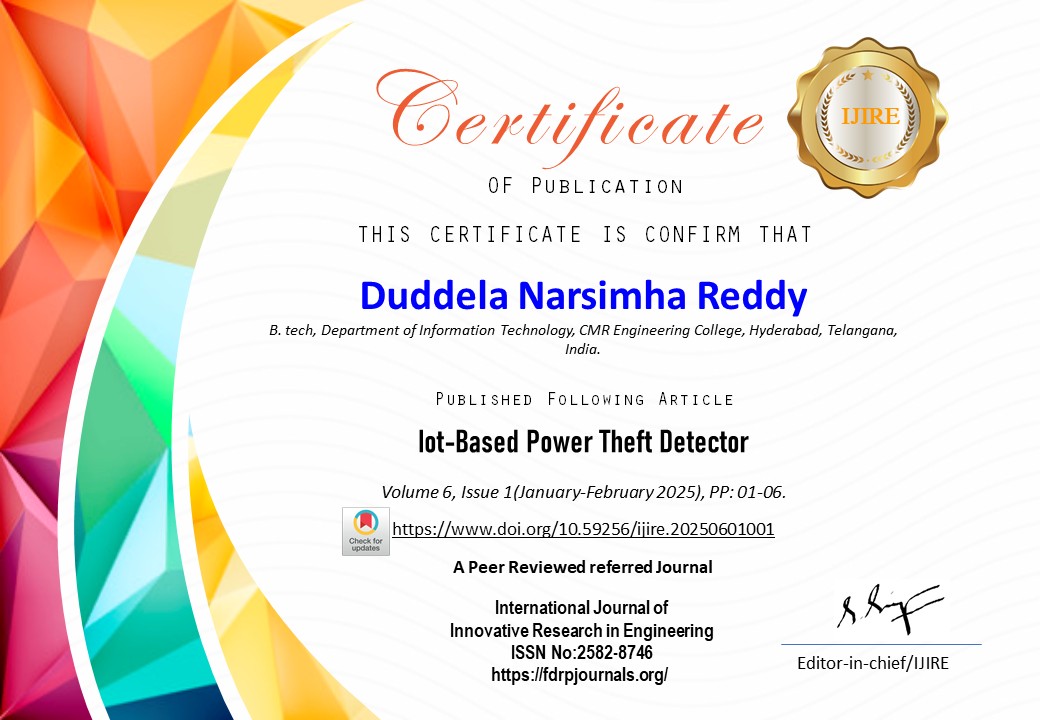 Certificate
IJIRE
OF PUBLICATION
THIS CERTIFICATE IS CONFIRM THAT
Duddela Narsimha Reddy
B. tech, Department of Information Technology, CMR Engineering College, Hyderabad, Telangana,
India.
PUBLISHED FOLLOWING ARTICLE
Iot-Based Power Theft Detector
Volume 6, Issue 1(January-February 2025), PP: 01-06.
Check for
updates
https://www.doi.org/10.59256/ijire.20250601001
A Peer Reviewed referred Journal
International Journal of
Innovative Research in Engineering
ISSN No:2582-8746
https://fdrpjournals.org/
Editor-in-chief/IJIRE